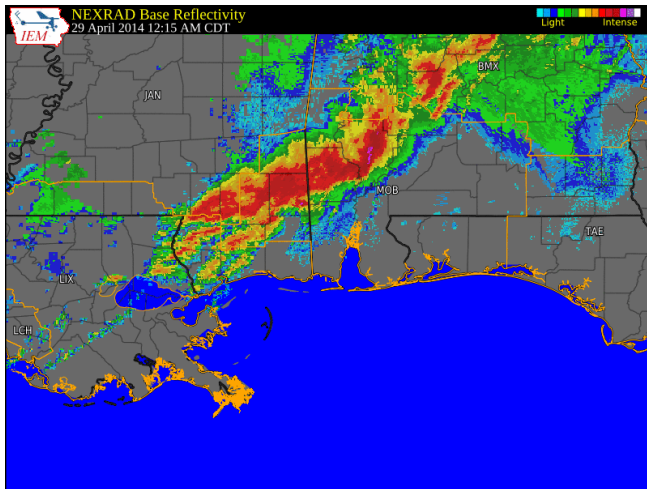 NEXRAD Base Reflectivity
29 April 2014 12:15 AM CDT
IEM
Light Intense
BMX
JAN
MOB
TAE
LIX
LCH